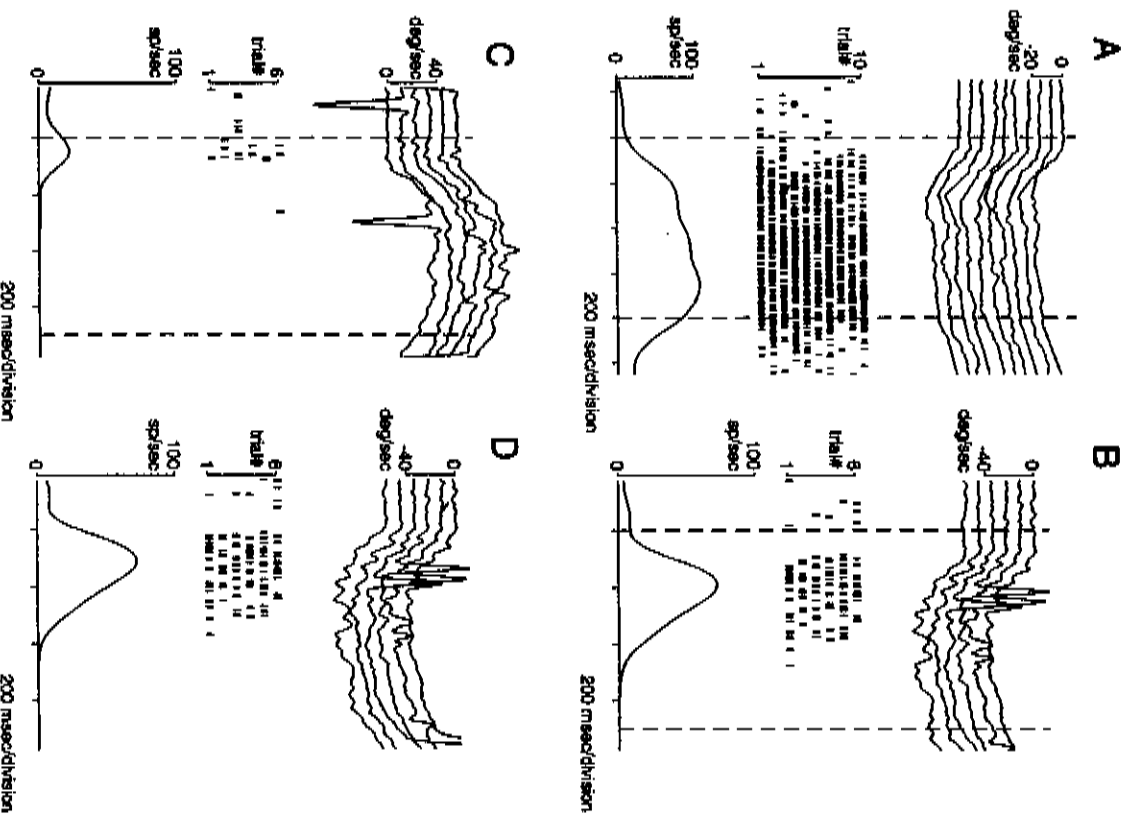 A
0
-20
deg/sec
10
trial#
1
100
sp/sec
0
200 msec/division
B
0
-40
deg/sec
6
trial#
1
100
sp/sec
0
200 msec/division
C
40
deg/sec
0
6
trial#
1
100
sp/sec
0
200 msec/division
D
0
-40
deg/sec
6
trial#
1
100
sp/sec
0
200 msec/division